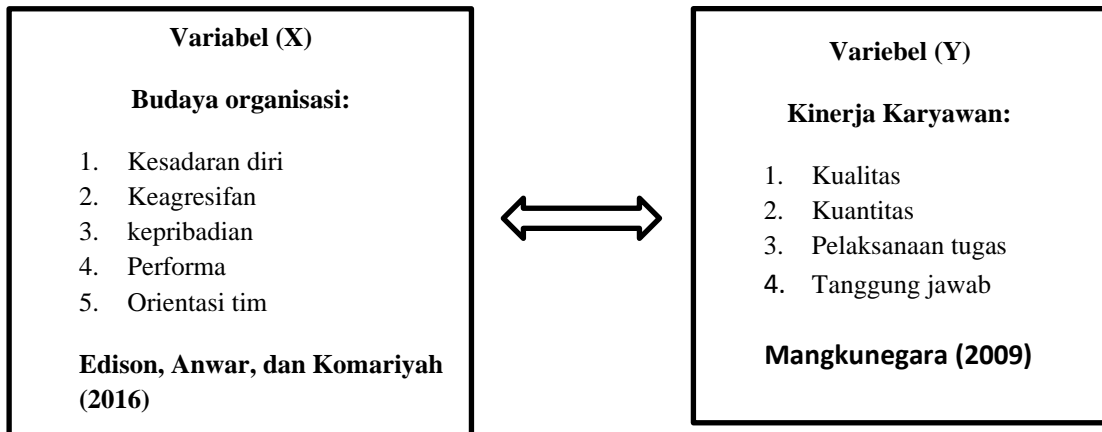 Variabel (X)
Budaya organisasi:
1. Kesadaran diri
2. Keagresifan
3. kepribadian
4. Performa
5. Orientasi tim
Edison, Anwar, dan Komariyah
(2016)
Variebel (Y)
Kinerja Karyawan:
1. Kualitas
2. Kuantitas
3. Pelaksanaan tugas
4. Tanggung jawab
Mangkunegara (2009)